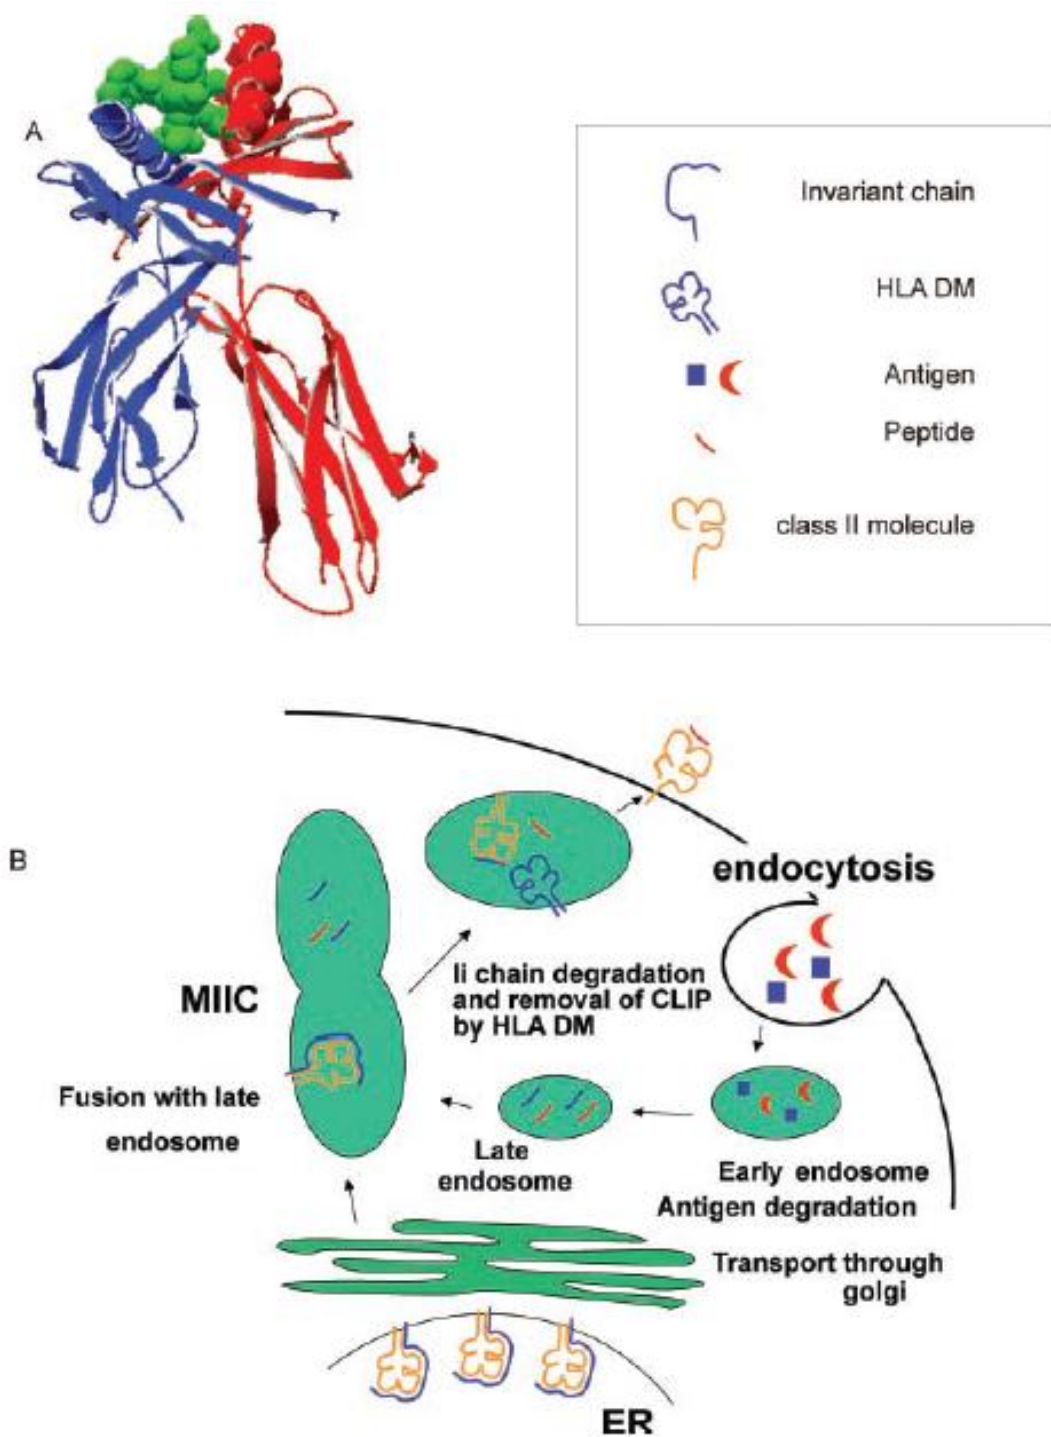 A
Invariant chain
HLA DM
Antigen
Peptide
class II molecule
B
endocytosis
Ii chain degradation
and removal of CLIP
by HLA DM
MIIC
Fusion with late
endosome
Late
endosome
Early endosome
Antigen degradation
Transport through
golgi
ER